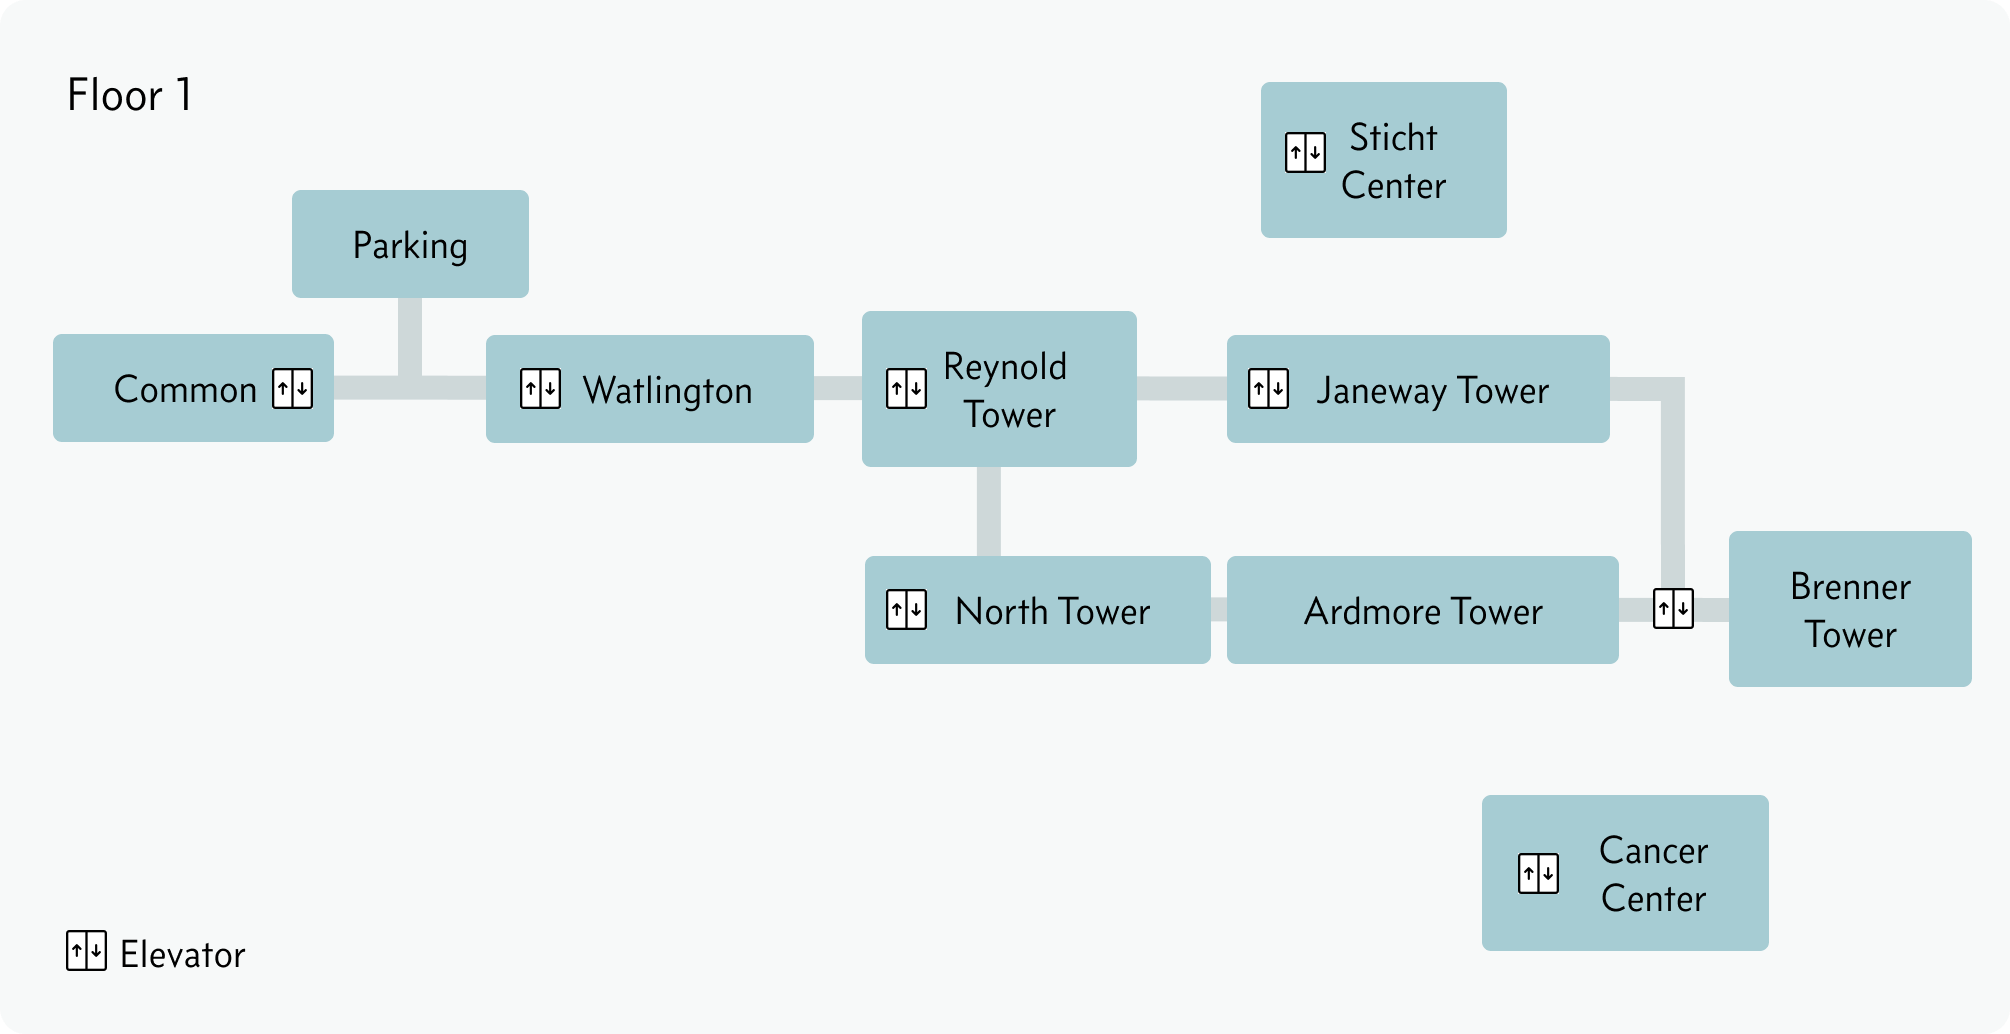 Floor 1
Sticht
Center
Parking
Common
Watlington
Reynold
Tower
Janeway Tower
North Tower
Ardmore Tower
Brenner
Tower
Cancer
Center
Elevator